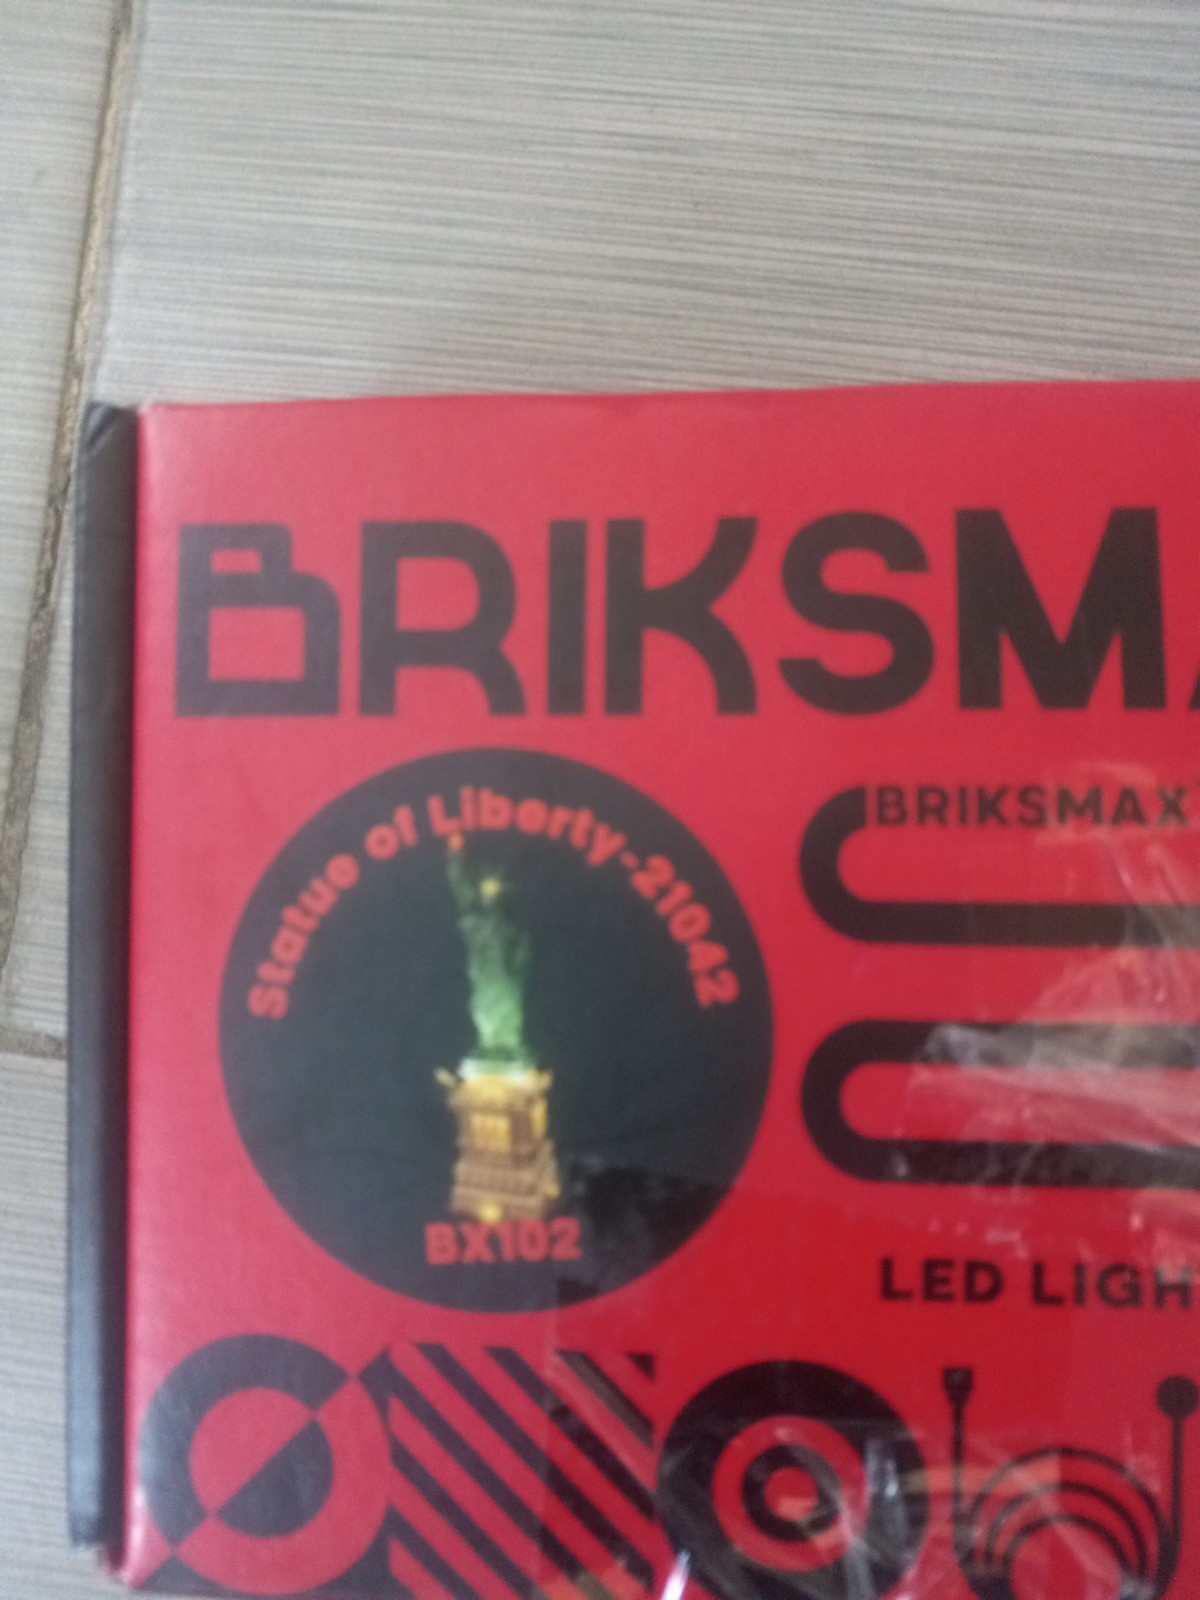 BRIKSMA
Statue of Liberty-21042
BX102
BRIKSMAX
LED LIGH